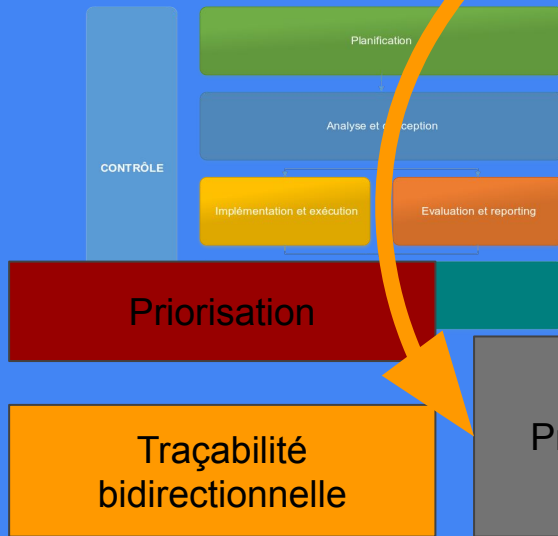 Planification
Analyse et conception
CONTRÔLE
Implémentation et exécution
Evaluation et reporting
Priorisation
Traçabilité
bidirectionnelle